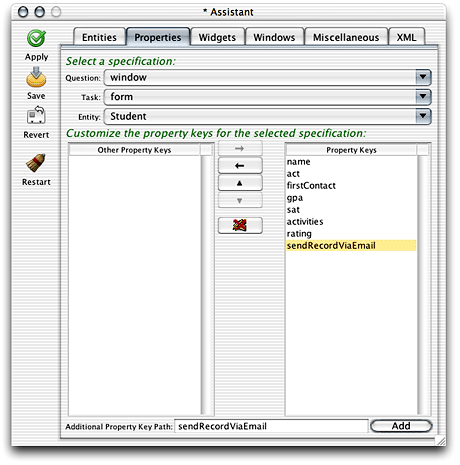 * Assistant
Apply
Save
Revert
Restart
Entities Properties Widgets Windows Miscellaneous XML
Select a specification:
Question: window
Task: form
Entity: Student
Customize the property keys for the selected specification:
Other Property Keys
Property Keys
name
act
firstContact
gpa
sat
activities
rating
sendRecordViaEmail
Additional Property Key Path: sendRecordViaEmail Add